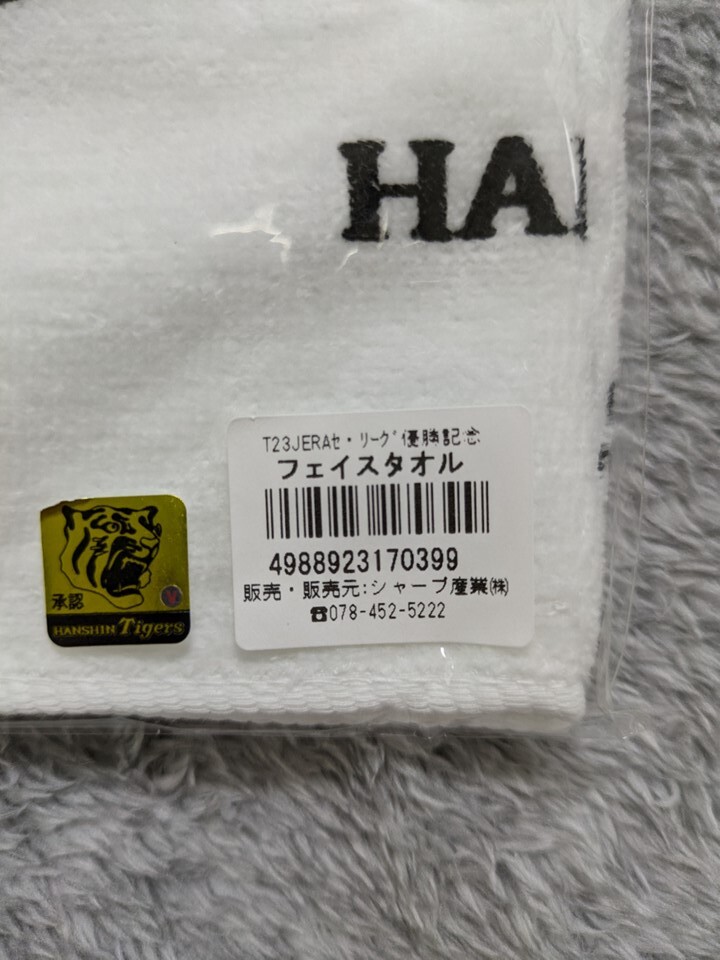 HA
T23JERAセ・リーグ優勝記念
フェイスタオル
4988923170399
販売・販売元:シャープ産業㈱
☎078-452-5222
承認
HANSHIN Tigers